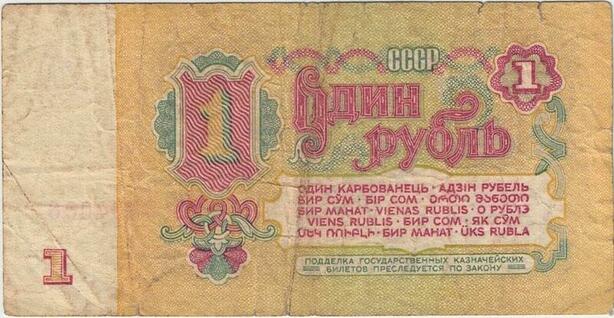 СССР
1
1
Один
рубль
ОДИН КАРБОВАНЕЦЬ · АДЗІН РУБЕЛЬ
БИР СЎМ · БІР СОМ · ერთი მანეთი
БИР МАНАТ · VIENAS RUBLIS · О РУБЛЭ
VIENS RUBLIS · БИР СОМ · ЯК СЎМ
ՄԵԿ ՌՈՒԲԼԻ · БИР МАНАТ · ÜKS RUBLA
1
ПОДДЕЛКА ГОСУДАРСТВЕННЫХ КАЗНАЧЕЙСКИХ
БИЛЕТОВ ПРЕСЛЕДУЕТСЯ ПО ЗАКОНУ